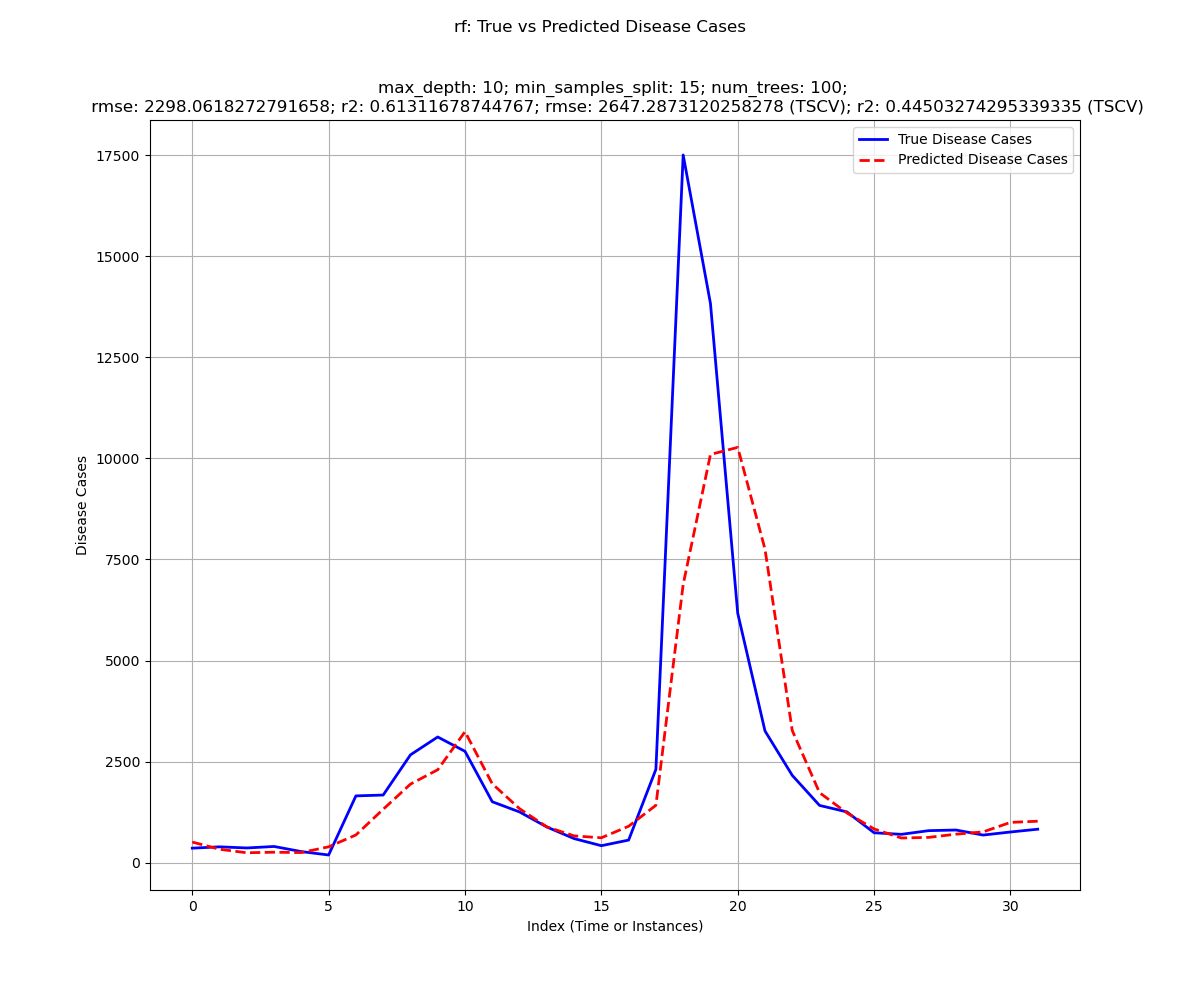 rf: True vs Predicted Disease Cases
max_depth: 10; min_samples_split: 15; num_trees: 100;
rmse: 2298.0618272791658; r2: 0.61311678744767; rmse: 2647.2873120258278 (TSCV); r2: 0.44503274295339335 (TSCV)
True Disease Cases
Predicted Disease Cases
17500
15000
12500
10000
7500
5000
2500
0
Disease Cases
0 5 10 15 20 25 30
Index (Time or Instances)